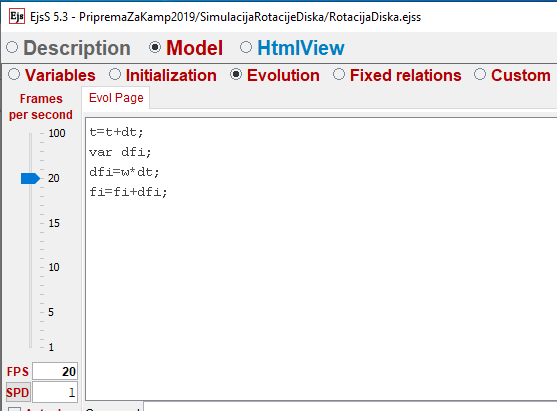 Ejs EjsS 5.3 - PripremaZaKamp2019/SimulacijaRotacijeDiska/RotacijaDiska.ejss
Description Model HtmlView
Variables Initialization Evolution Fixed relations Custom
Frames per second
Evol Page
100
20
15
10
5
1
t=t+dt;
var dfi;
dfi=w*dt;
fi=fi+dfi;
FPS 20
SPD 1